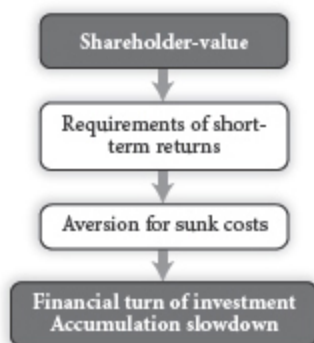 Shareholder-value
Requirements of short-
term returns
Aversion for sunk costs
Financial turn of investment
Accumulation slowdown